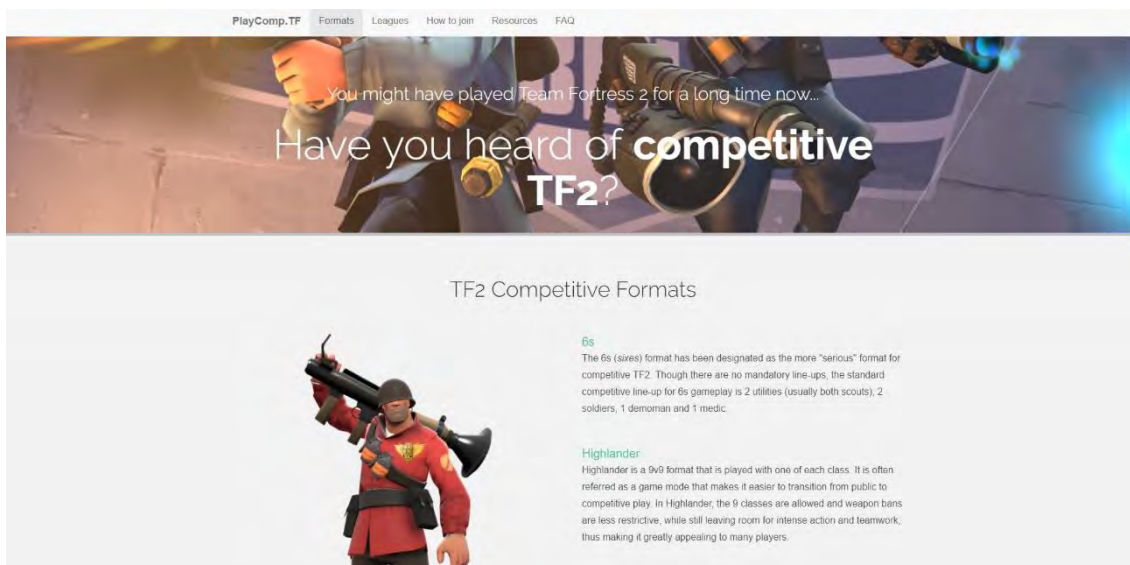 PlayComp.TF Formats Leagues How to join Resources FAQ
You might have played Team Fortress 2 for a long time now...
Have you heard of competitive
TF2?
TF2 Competitive Formats
6s
The 6s (sixes) format has been designated as the more "serious" format for
competitive TF2. Though there are no mandatory line-ups, the standard
competitive line-up for 6s gameplay is 2 utilities (usually both scouts), 2
soldiers, 1 demoman and 1 medic.
Highlander
Highlander is a 9v9 format that is played with one of each class. It is often
referred as a game mode that makes it easier to transition from public to
competitive play. In Highlander, the 9 classes are allowed and weapon bans
are less restrictive, while still leaving room for intense action and teamwork,
thus making it greatly appealing to many players.